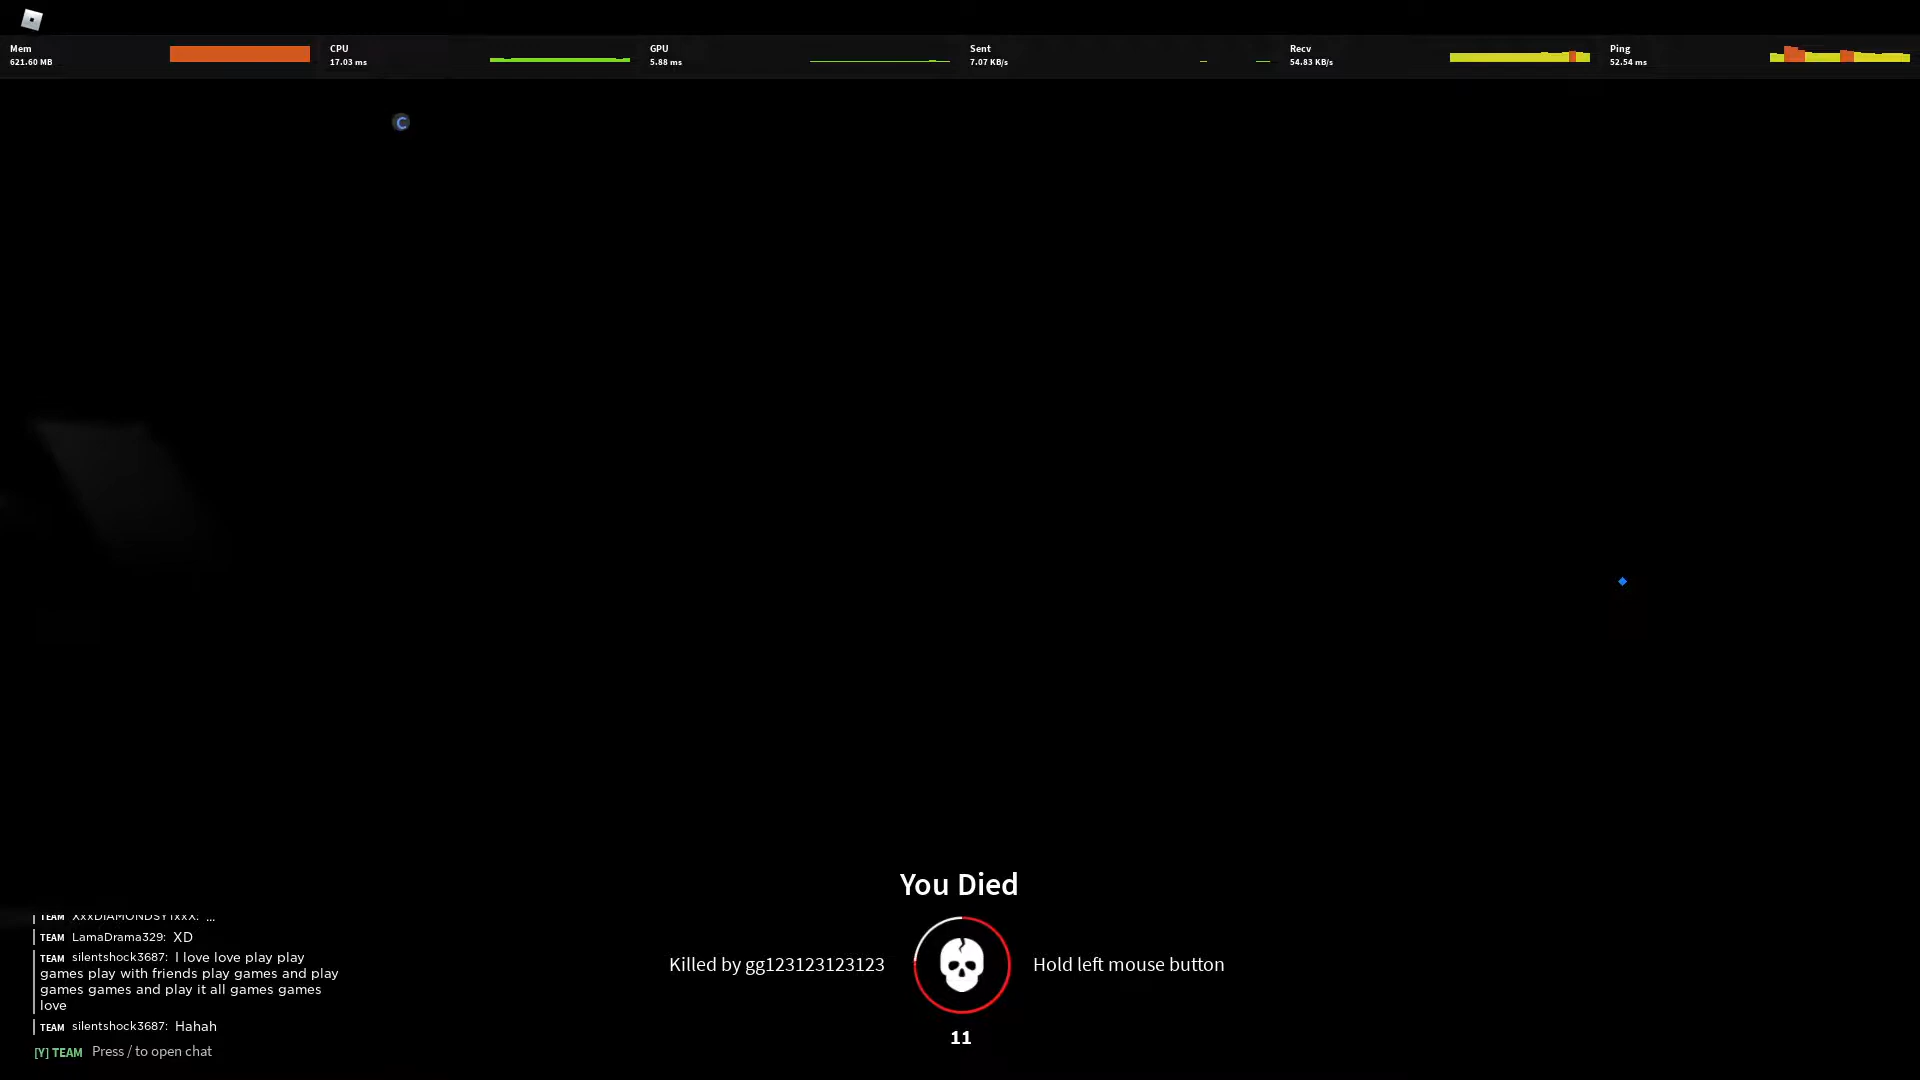 Mem CPU GPU Sent Recv Ping
621.60 MB 17.03 ms 5.88 ms 7.07 KB/s 54.83 KB/s 52.54 ms
C
You Died
TEAM XxxDIAMONDSYTxxX: ...
TEAM LamaDrama329: XD
TEAM silentshock3687: I love love play play
games play with friends play games and play
games games and play it all games games
love
Killed by gg123123123123 Hold left mouse button
TEAM silentshock3687: Hahah
11
[Y] TEAM Press / to open chat